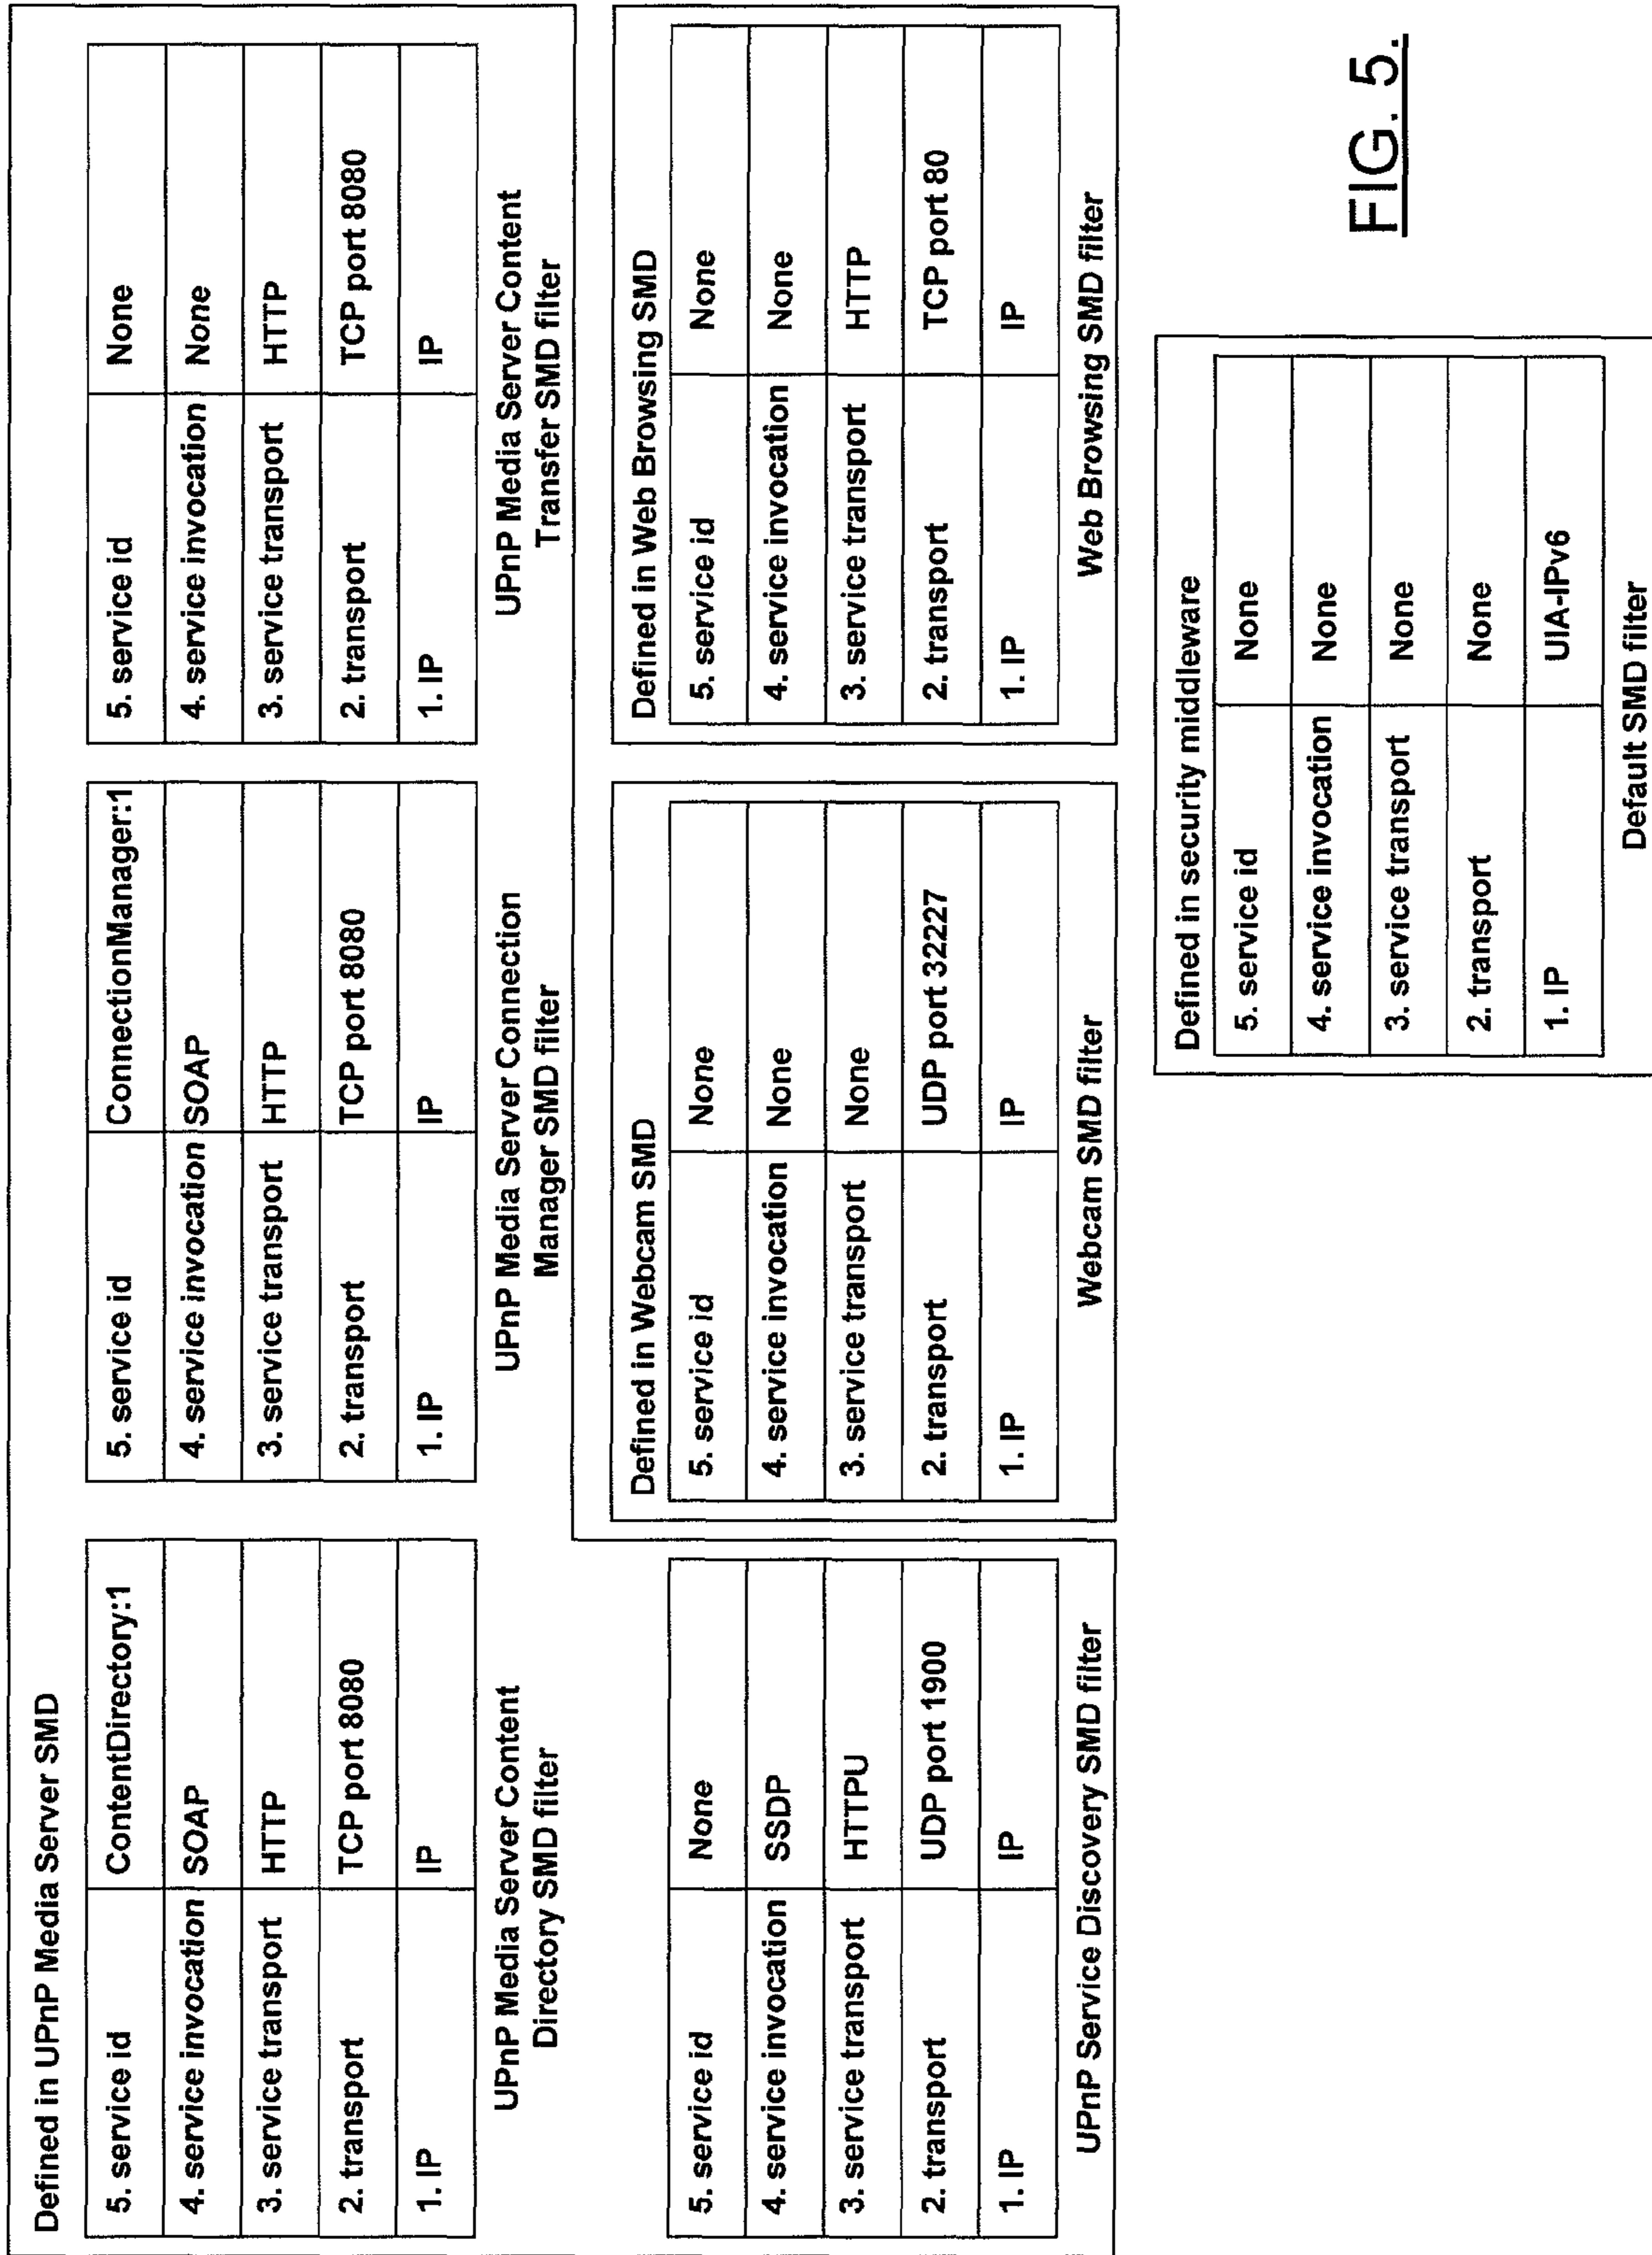 Defined in UPnP Media Server SMD
5. service id ContentDirectory:1
4. service invocation SOAP
3. service transport HTTP
2. transport TCP port 8080
1. IP IP
UPnP Media Server Content
Directory SMD filter
5. service id ConnectionManager:1
4. service invocation SOAP
3. service transport HTTP
2. transport TCP port 8080
1. IP IP
UPnP Media Server Connection
Manager SMD filter
5. service id None
4. service invocation None
3. service transport HTTP
2. transport TCP port 8080
1. IP IP
UPnP Media Server Content
Transfer SMD filter
5. service id None
4. service invocation SSDP
3. service transport HTTPU
2. transport UDP port 1900
1. IP IP
UPnP Service Discovery SMD filter
Defined in Webcam SMD
5. service id None
4. service invocation None
3. service transport None
2. transport UDP port 32227
1. IP IP
Webcam SMD filter
Defined in Web Browsing SMD
5. service id None
4. service invocation None
3. service transport HTTP
2. transport TCP port 80
1. IP IP
Web Browsing SMD filter
Defined in security middleware
5. service id None
4. service invocation None
3. service transport None
2. transport None
1. IP UIA-IPv6
Default SMD filter
FIG. 5.